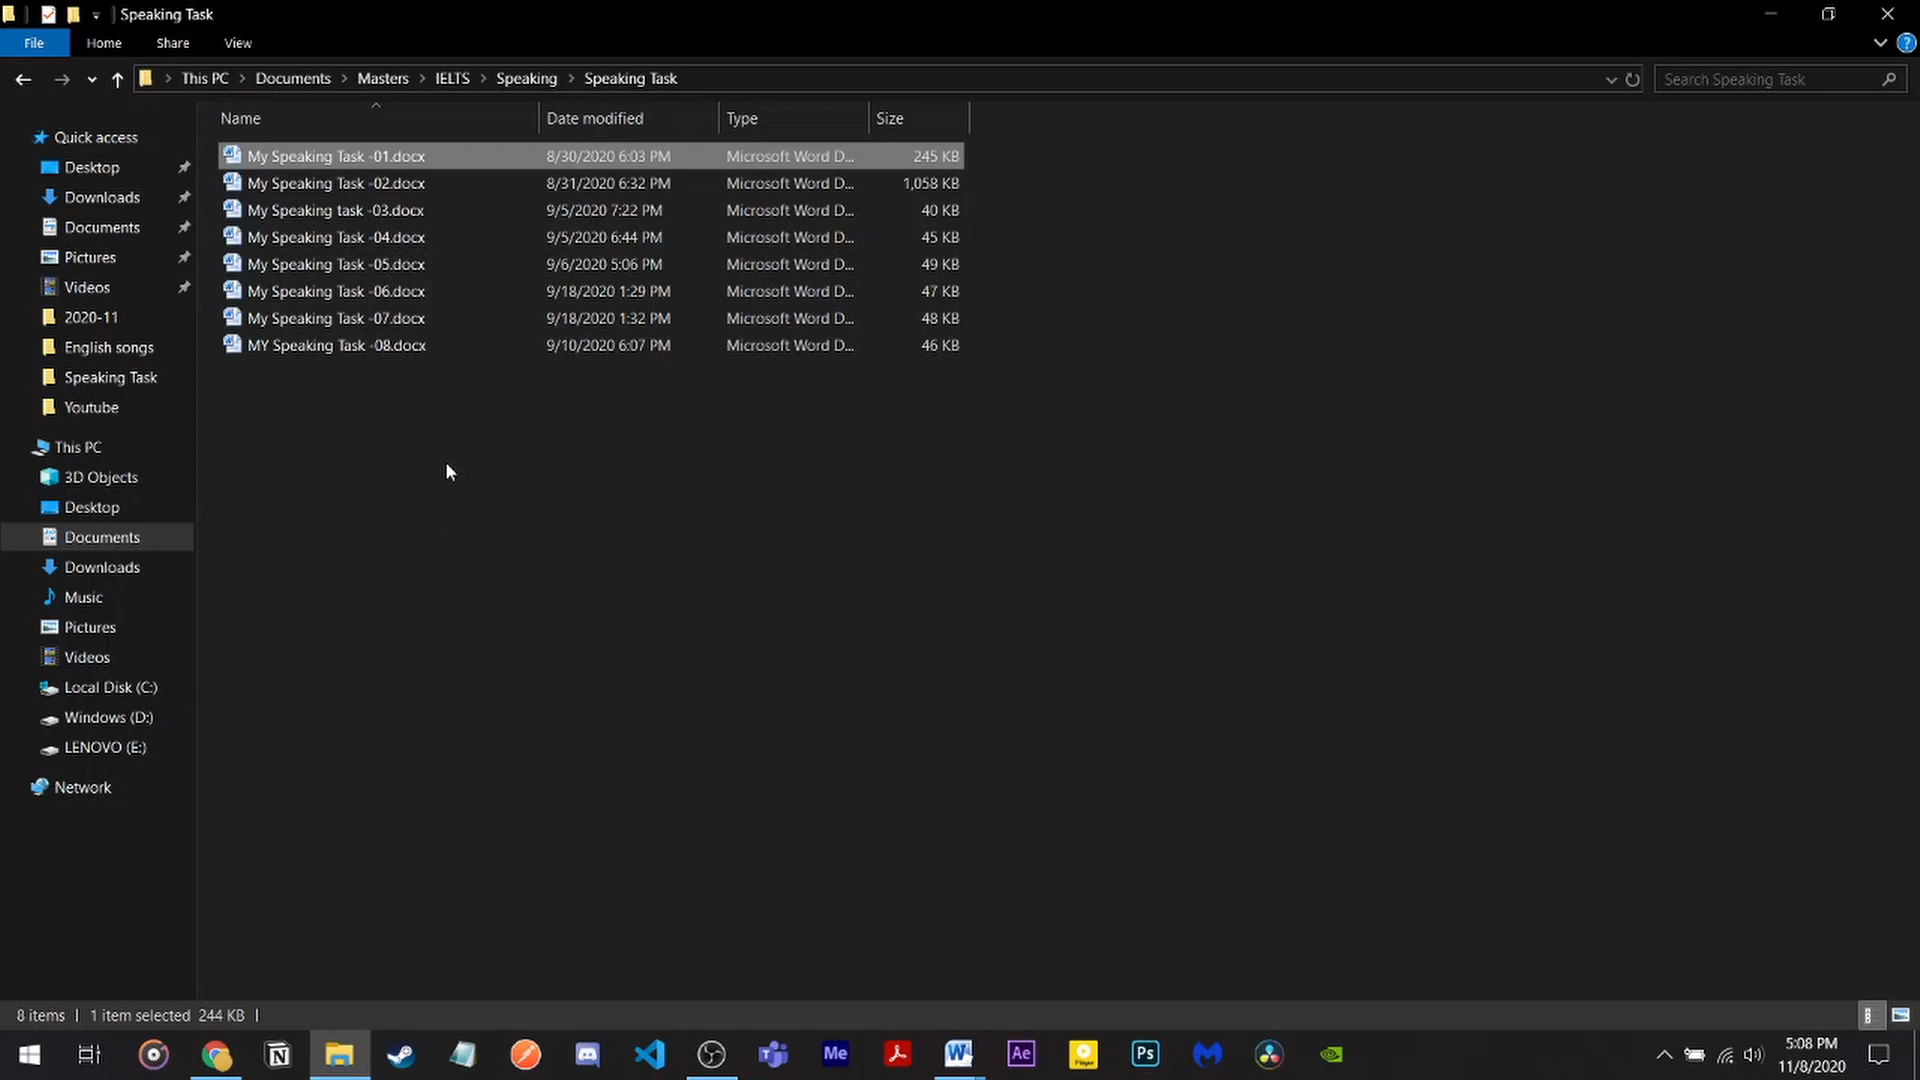 Speaking Task
File Home Share View
This PC Documents Masters IELTS Speaking Speaking Task Search Speaking Task
Name Date modified Type Size
My Speaking Task -01.docx 8/30/2020 6:03 PM Microsoft Word D... 245 KB
My Speaking Task -02.docx 8/31/2020 6:32 PM Microsoft Word D... 1,058 KB
My Speaking task -03.docx 9/5/2020 7:22 PM Microsoft Word D... 40 KB
My Speaking Task -04.docx 9/5/2020 6:44 PM Microsoft Word D... 45 KB
My Speaking Task -05.docx 9/6/2020 5:06 PM Microsoft Word D... 49 KB
My Speaking Task -06.docx 9/18/2020 1:29 PM Microsoft Word D... 47 KB
My Speaking Task -07.docx 9/18/2020 1:32 PM Microsoft Word D... 48 KB
MY Speaking Task -08.docx 9/10/2020 6:07 PM Microsoft Word D... 46 KB
Quick access
Desktop
Downloads
Documents
Pictures
Videos
2020-11
English songs
Speaking Task
Youtube
This PC
3D Objects
Desktop
Documents
Downloads
Music
Pictures
Videos
Local Disk (C:)
Windows (D:)
LENOVO (E:)
Network
8 items 1 item selected 244 KB
Me Ae Player Ps
5:08 PM
11/8/2020